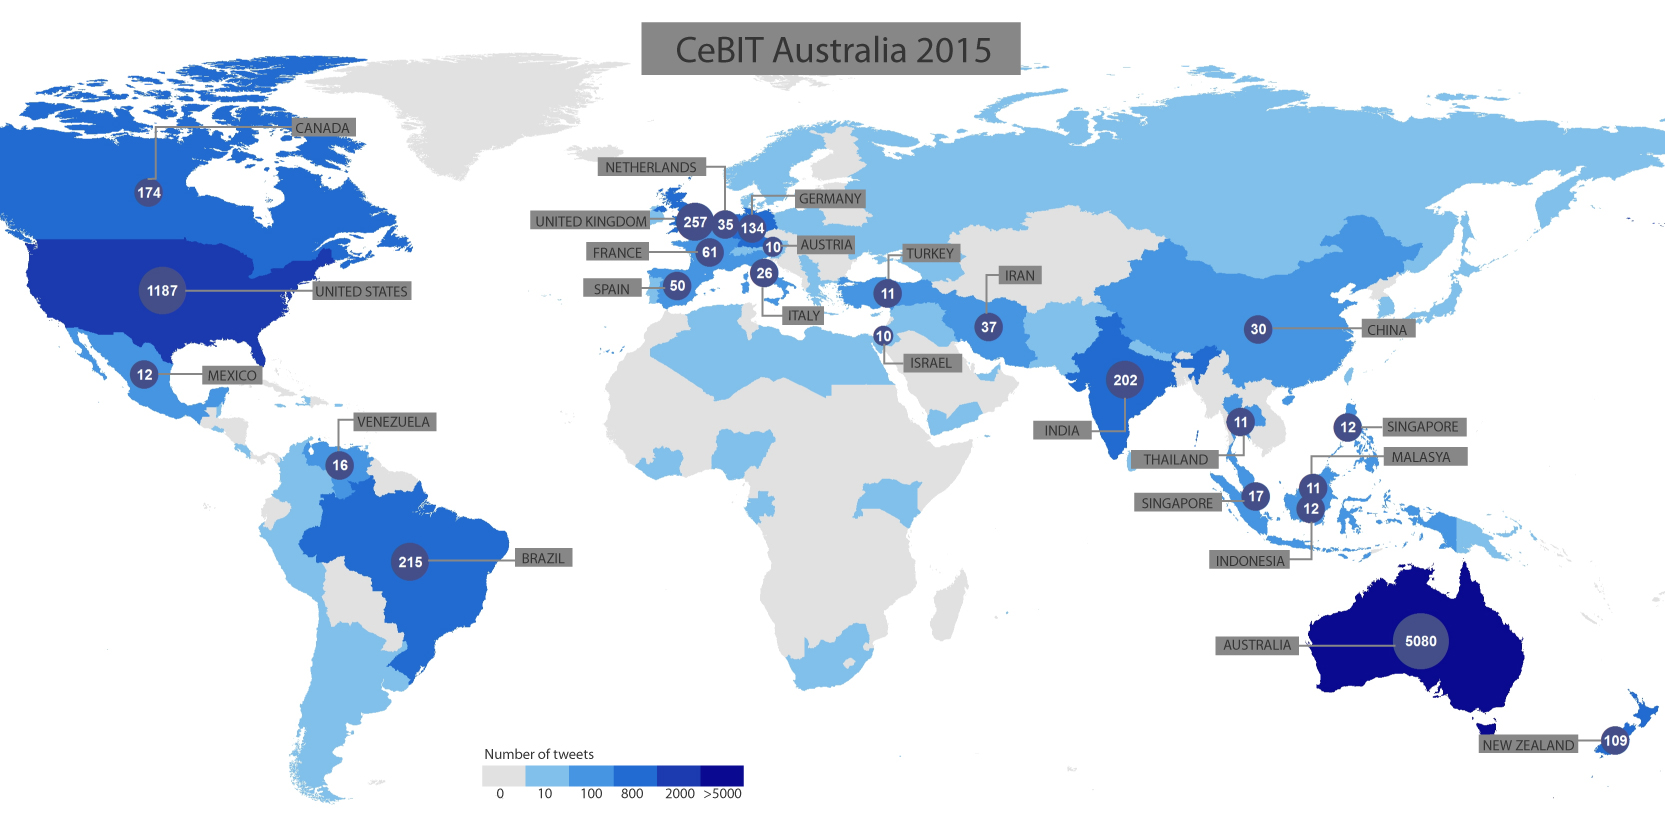 CeBIT Australia 2015
CANADA
174
NETHERLANDS
GERMANY
UNITED KINGDOM
257
35
134
FRANCE
61
10
AUSTRIA
TURKEY
1187
UNITED STATES
SPAIN
50
26
ITALY
11
IRAN
37
10
ISRAEL
30
CHINA
12
MEXICO
202
INDIA
VENEZUELA
16
11
THAILAND
12
SINGAPORE
MALASYA
SINGAPORE
17
11
12
INDONESIA
215
BRAZIL
AUSTRALIA
5080
NEW ZEALAND
109
Number of tweets
0 10 100 800 2000 >5000